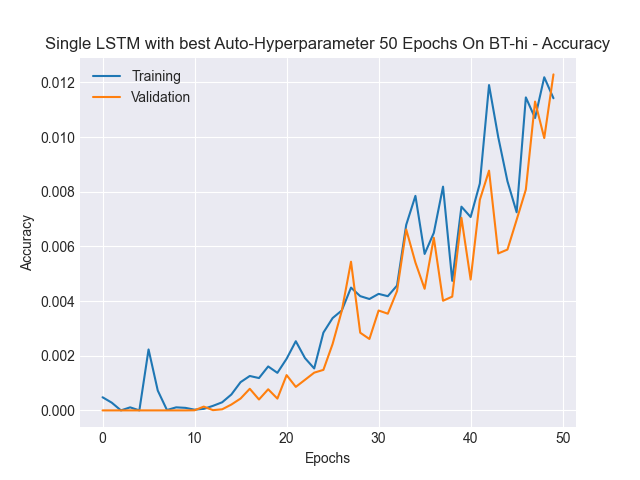 Single LSTM with best Auto-Hyperparameter 50 Epochs On BT-hi - Accuracy
Training
Validation
0.012
0.010
0.008
0.006
0.004
0.002
0.000
Accuracy
0 10 20 30 40 50
Epochs